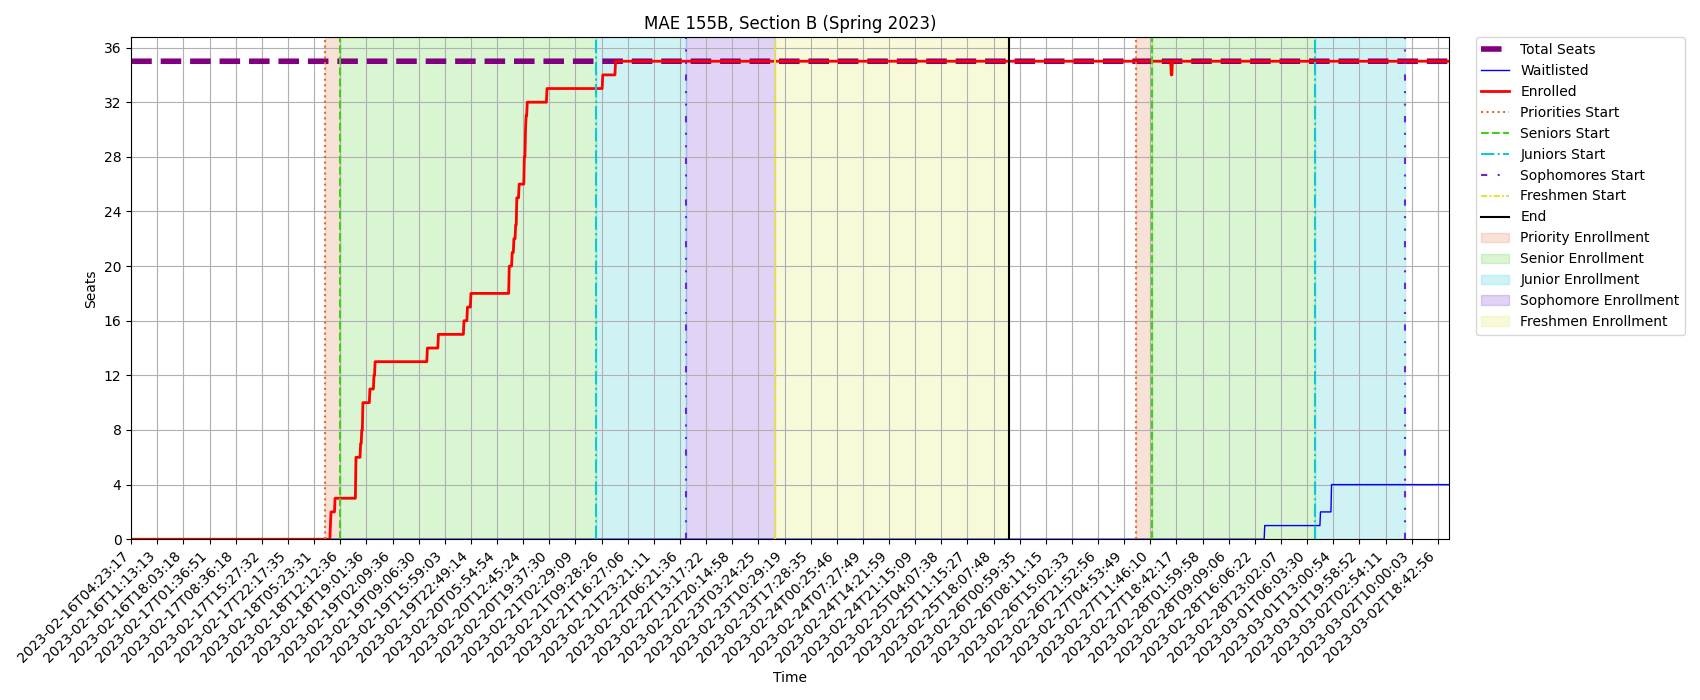 MAE 155B, Section B (Spring 2023)
Seats
36
32
28
24
20
16
12
8
4
0
2023-02-16T04:23:17
2023-02-16T11:13:13
2023-02-16T18:03:18
2023-02-17T01:36:51
2023-02-17T08:36:18
2023-02-17T15:27:32
2023-02-17T22:17:35
2023-02-18T05:23:31
2023-02-18T12:12:36
2023-02-18T19:01:36
2023-02-19T02:09:36
2023-02-19T09:06:30
2023-02-19T15:59:03
2023-02-19T22:49:14
2023-02-20T05:54:54
2023-02-20T12:45:24
2023-02-20T19:37:30
2023-02-21T02:29:09
2023-02-21T09:28:26
2023-02-21T16:27:06
2023-02-21T23:21:11
2023-02-22T06:21:36
2023-02-22T13:17:22
2023-02-22T20:14:58
2023-02-23T03:24:25
2023-02-23T10:29:19
2023-02-23T17:28:35
2023-02-24T00:25:46
2023-02-24T07:27:49
2023-02-24T14:21:59
2023-02-24T21:15:09
2023-02-25T04:07:38
2023-02-25T11:15:27
2023-02-25T18:07:48
2023-02-26T00:59:35
2023-02-26T08:11:15
2023-02-26T15:02:33
2023-02-26T21:52:56
2023-02-27T04:53:49
2023-02-27T11:46:10
2023-02-27T18:42:17
2023-02-28T01:59:58
2023-02-28T09:09:06
2023-02-28T16:06:22
2023-02-28T23:02:07
2023-03-01T06:03:30
2023-03-01T13:00:54
2023-03-01T19:58:52
2023-03-02T02:54:11
2023-03-02T10:00:03
2023-03-02T18:42:56
Time
Total Seats
Waitlisted
Enrolled
Priorities Start
Seniors Start
Juniors Start
Sophomores Start
Freshmen Start
End
Priority Enrollment
Senior Enrollment
Junior Enrollment
Sophomore Enrollment
Freshmen Enrollment